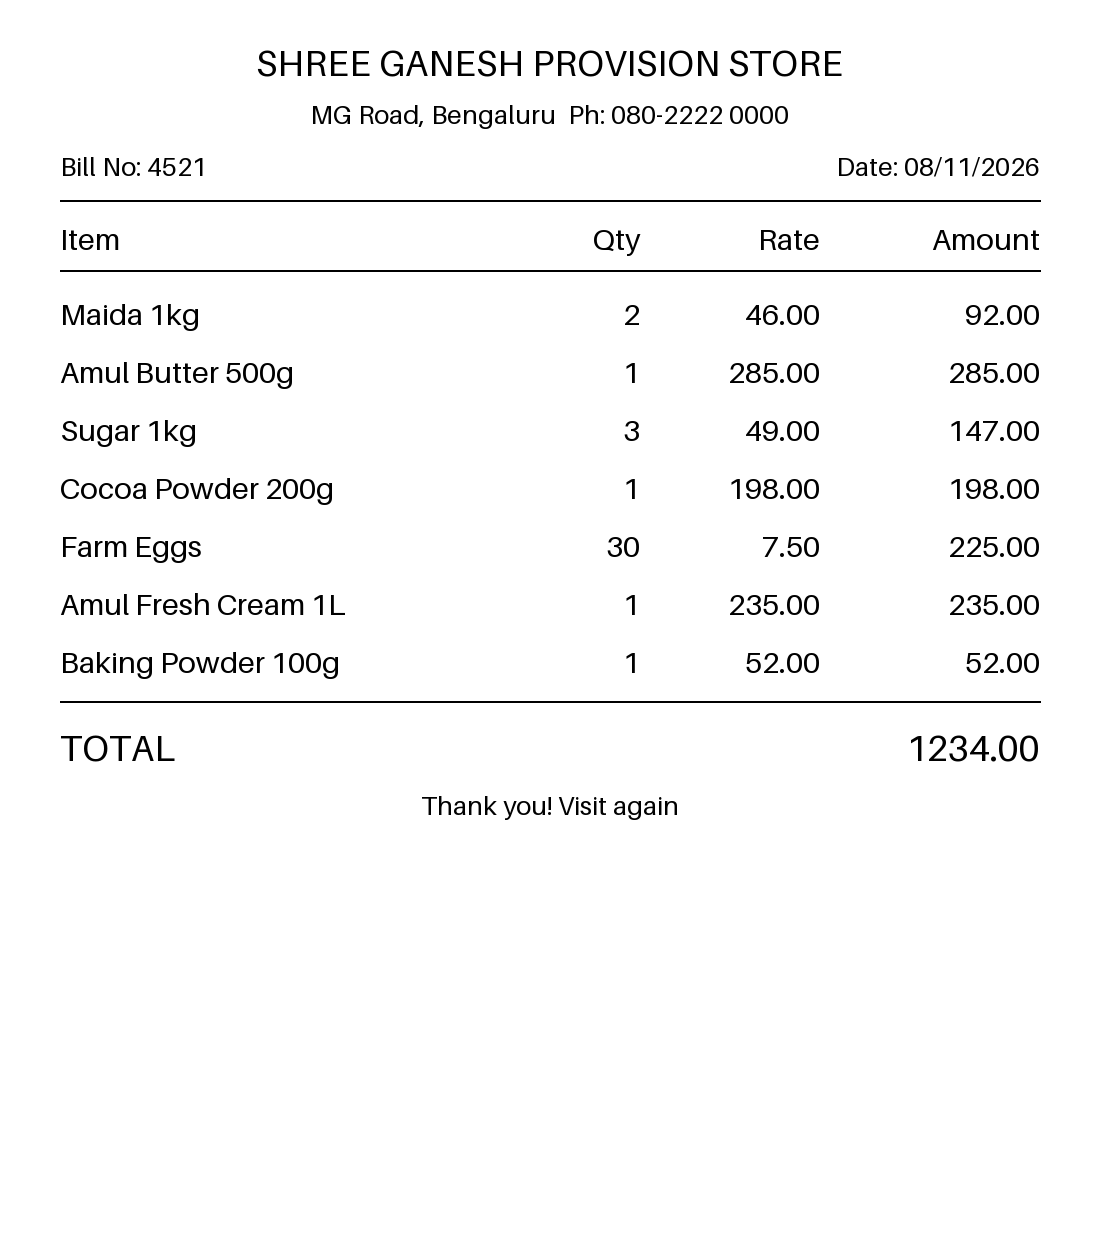 SHREE GANESH PROVISION STORE
MG Road, Bengaluru  Ph: 080-2222 0000
Bill No: 4521 Date: 08/11/2026
Item Qty Rate Amount
Maida 1kg 2 46.00 92.00
Amul Butter 500g 1 285.00 285.00
Sugar 1kg 3 49.00 147.00
Cocoa Powder 200g 1 198.00 198.00
Farm Eggs 30 7.50 225.00
Amul Fresh Cream 1L 1 235.00 235.00
Baking Powder 100g 1 52.00 52.00
TOTAL 1234.00
Thank you! Visit again